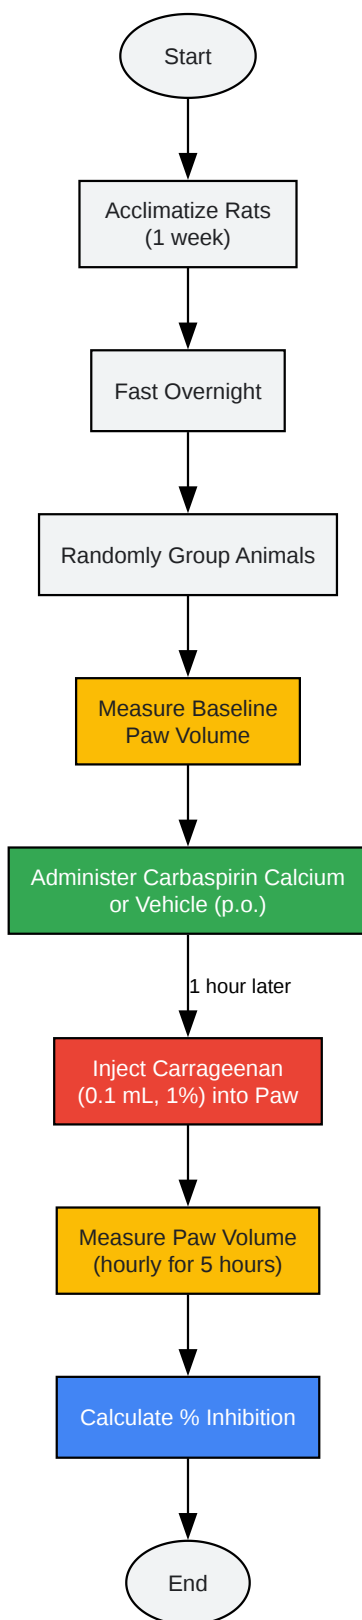 Start
Acclimatize Rats
(1 week)
Fast Overnight
Randomly Group Animals
Measure Baseline
Paw Volume
Administer Carbaspirin Calcium
or Vehicle (p.o.)
1 hour later
Inject Carrageenan
(0.1 mL, 1%) into Paw
Measure Paw Volume
(hourly for 5 hours)
Calculate % Inhibition
End